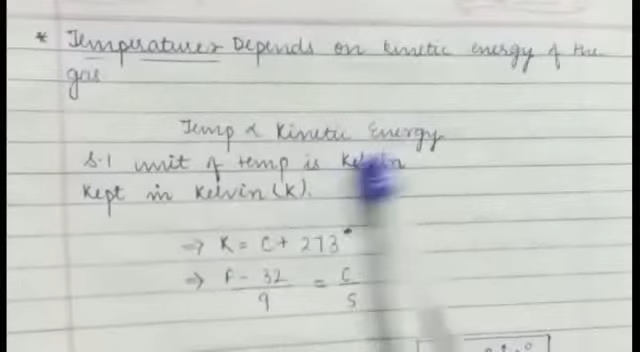 * Temperature → Depends on kinetic energy of the
gas
Temp ∝ Kinetic Energy
S.I unit of temp is Kelvin
Kept in Kelvin (K).
→ K = C + 273°
→ F - 32 / 9 = C / 5